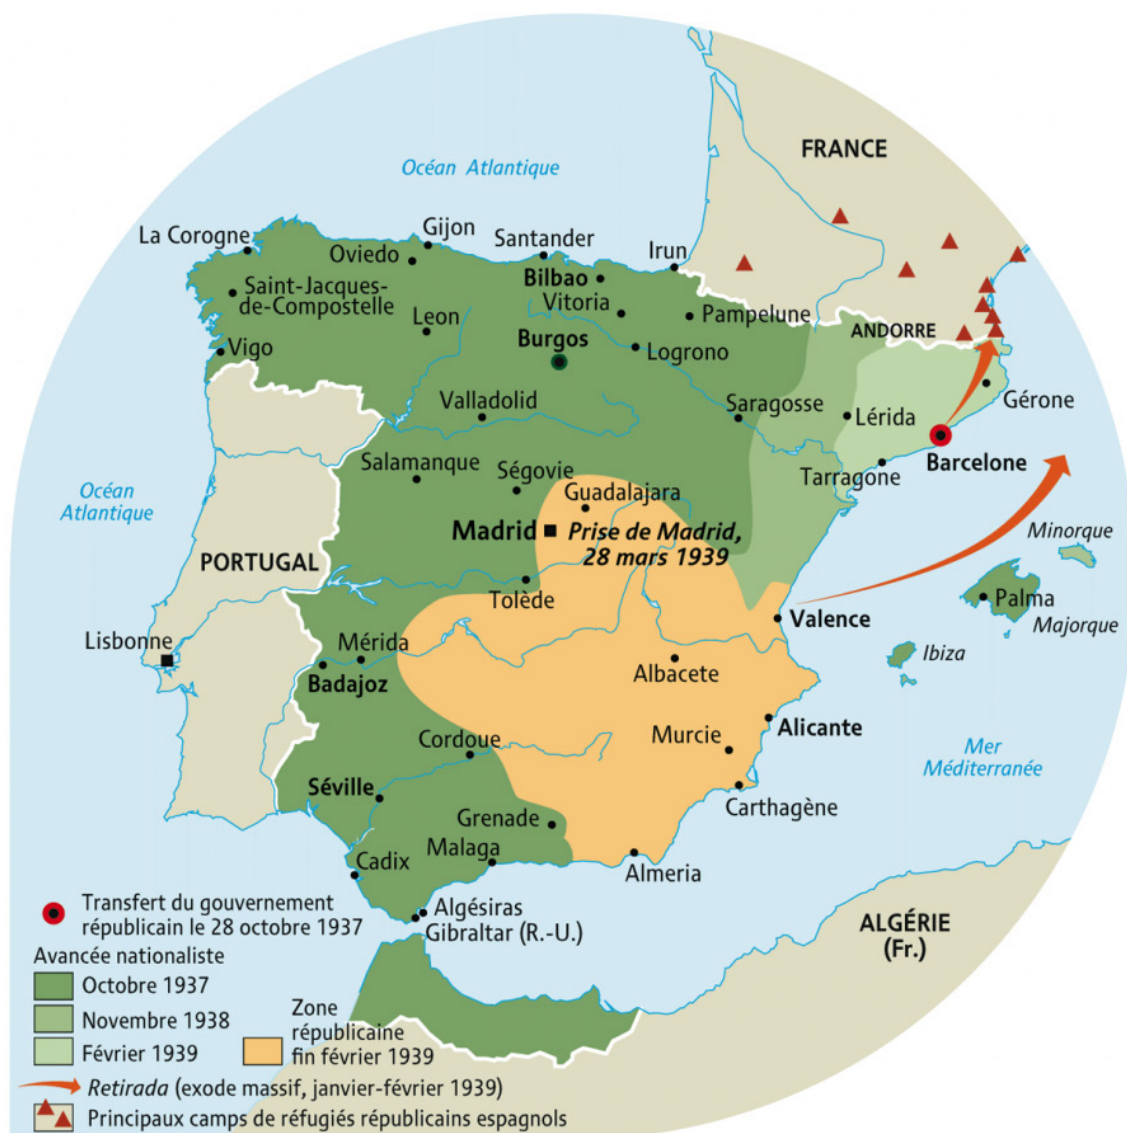 FRANCE
Océan Atlantique
La Corogne
Gijon
Oviedo
Santander
Irun
Bilbao
Saint-Jacques-
de-Compostelle
Vitoria
Pampelune
Leon
ANDORRE
Burgos
Logrono
Vigo
Valladolid
Saragosse
Lérida
Gérone
Salamanque
Ségovie
Tarragone
Barcelone
Océan
Atlantique
Guadalajara
Madrid
Prise de Madrid,
28 mars 1939
Minorque
PORTUGAL
Tolède
Palma
Majorque
Valence
Lisbonne
Mérida
Ibiza
Badajoz
Albacete
Alicante
Cordoue
Murcie
Mer
Méditerranée
Séville
Carthagène
Grenade
Malaga
Cadix
Almeria
Algésiras
Gibraltar (R.-U.)
ALGÉRIE
(Fr.)
Transfert du gouvernement
républicain le 28 octobre 1937
Avancée nationaliste
Octobre 1937
Novembre 1938
Février 1939
Zone
républicaine
fin février 1939
Retirada (exode massif, janvier-février 1939)
Principaux camps de réfugiés républicains espagnols